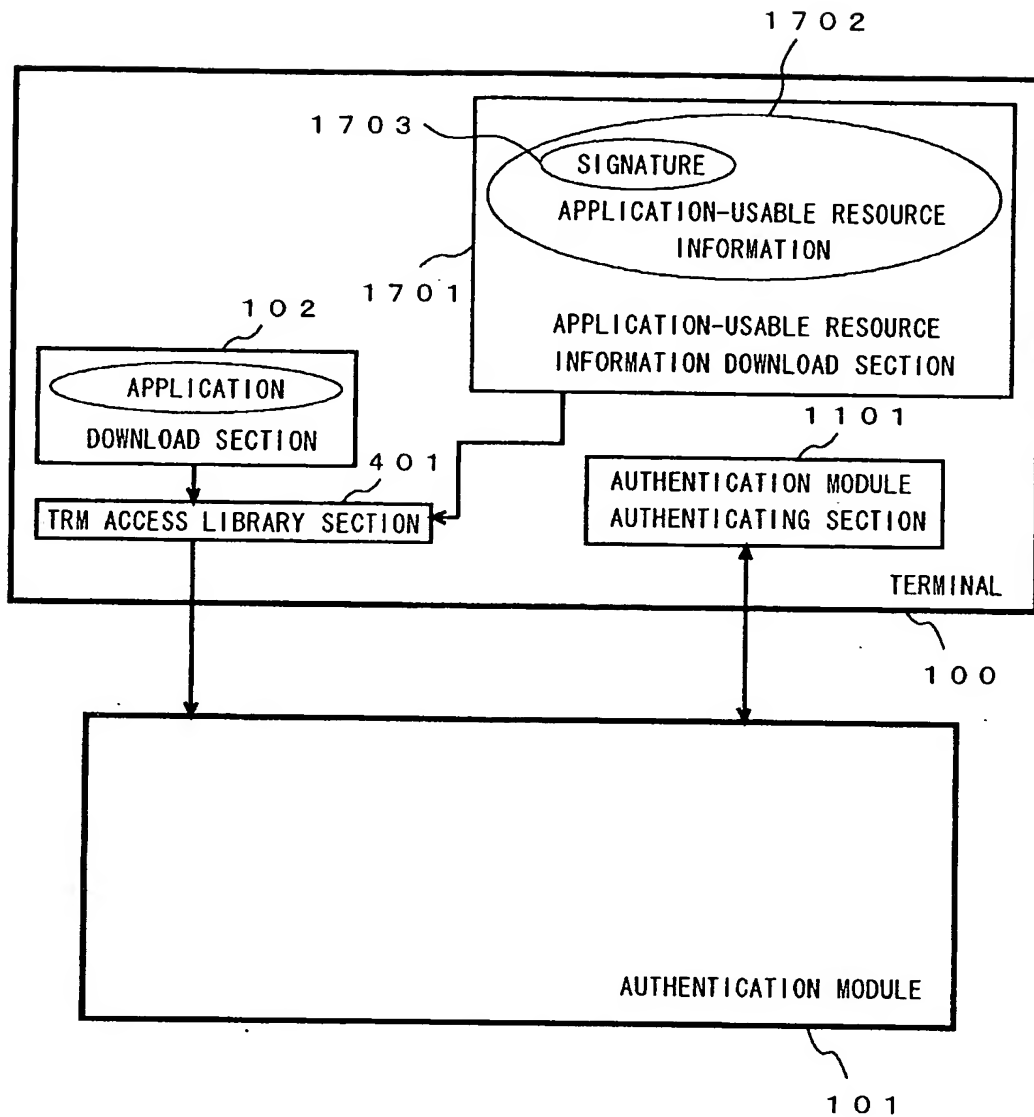 1702
1703
SIGNATURE
APPLICATION-USABLE RESOURCE
INFORMATION
1701
APPLICATION-USABLE RESOURCE
INFORMATION DOWNLOAD SECTION
102
APPLICATION
DOWNLOAD SECTION
401
TRM ACCESS LIBRARY SECTION
1101
AUTHENTICATION MODULE
AUTHENTICATING SECTION
TERMINAL
100
AUTHENTICATION MODULE
101